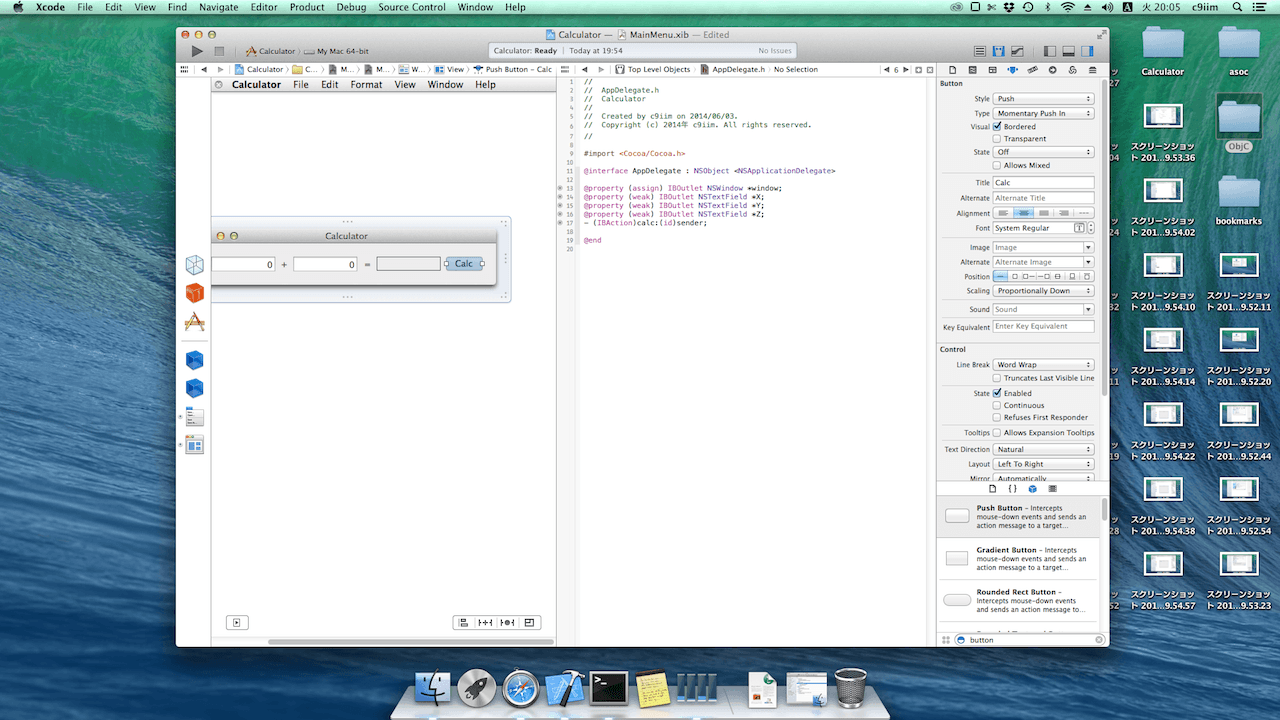 Xcode File Edit View Find Navigate Editor Product Debug Source Control Window Help
A 火 20:05 c9iim
Calculator — MainMenu.xib — Edited
Calculator My Mac 64-bit
Calculator: Ready Today at 19:54 No Issues
Calculator C... M... M... W... View Push Button - Calc
Top Level Objects AppDelegate.h No Selection
6
Calculator File Edit Format View Window Help
Calculator
0 + 0 = Calc
1 //
2 // AppDelegate.h
3 // Calculator
4 //
5 // Created by c9iim on 2014/06/03.
6 // Copyright (c) 2014年 c9iim. All rights reserved.
7 //
8
9 #import <Cocoa/Cocoa.h>
10
11 @interface AppDelegate : NSObject <NSApplicationDelegate>
12
13 @property (assign) IBOutlet NSWindow *window;
14 @property (weak) IBOutlet NSTextField *X;
15 @property (weak) IBOutlet NSTextField *Y;
16 @property (weak) IBOutlet NSTextField *Z;
17 - (IBAction)calc:(id)sender;
18
19 @end
20
Button
Style Push
Type Momentary Push In
Visual Bordered
Transparent
State Off
Allows Mixed
Title Calc
Alternate Alternate Title
Alignment
Font System Regular T
Image Image
Alternate Alternate Image
Position
Scaling Proportionally Down
Sound Sound
Key Equivalent Enter Key Equivalent
Control
Line Break Word Wrap
Truncates Last Visible Line
State Enabled
Continuous
Refuses First Responder
Tooltips Allows Expansion Tooltips
Text Direction Natural
Layout Left To Right
Mirror Automatically
{ }
Push Button - Intercepts
mouse-down events and sends an
action message to a target...
Gradient Button - Intercepts
mouse-down events and sends an
action message to a target...
Rounded Rect Button -
Intercepts mouse-down events
and sends an action message to...
button
Calculator
asoc
スクリーンショッ
ト 201...9.53.36
ObjC
スクリーンショッ
ト 201...9.54.02
bookmarks
スクリーンショッ
ト 201...9.54.10
スクリーンショッ
ト 201...9.52.11
スクリーンショッ
ト 201...9.54.14
スクリーンショッ
ト 201...9.52.20
スクリーンショッ
ト 201...9.54.22
スクリーンショッ
ト 201...9.52.44
スクリーンショッ
ト 201...9.54.38
スクリーンショッ
ト 201...9.52.54
スクリーンショッ
ト 201...9.54.57
スクリーンショッ
ト 201...9.53.23